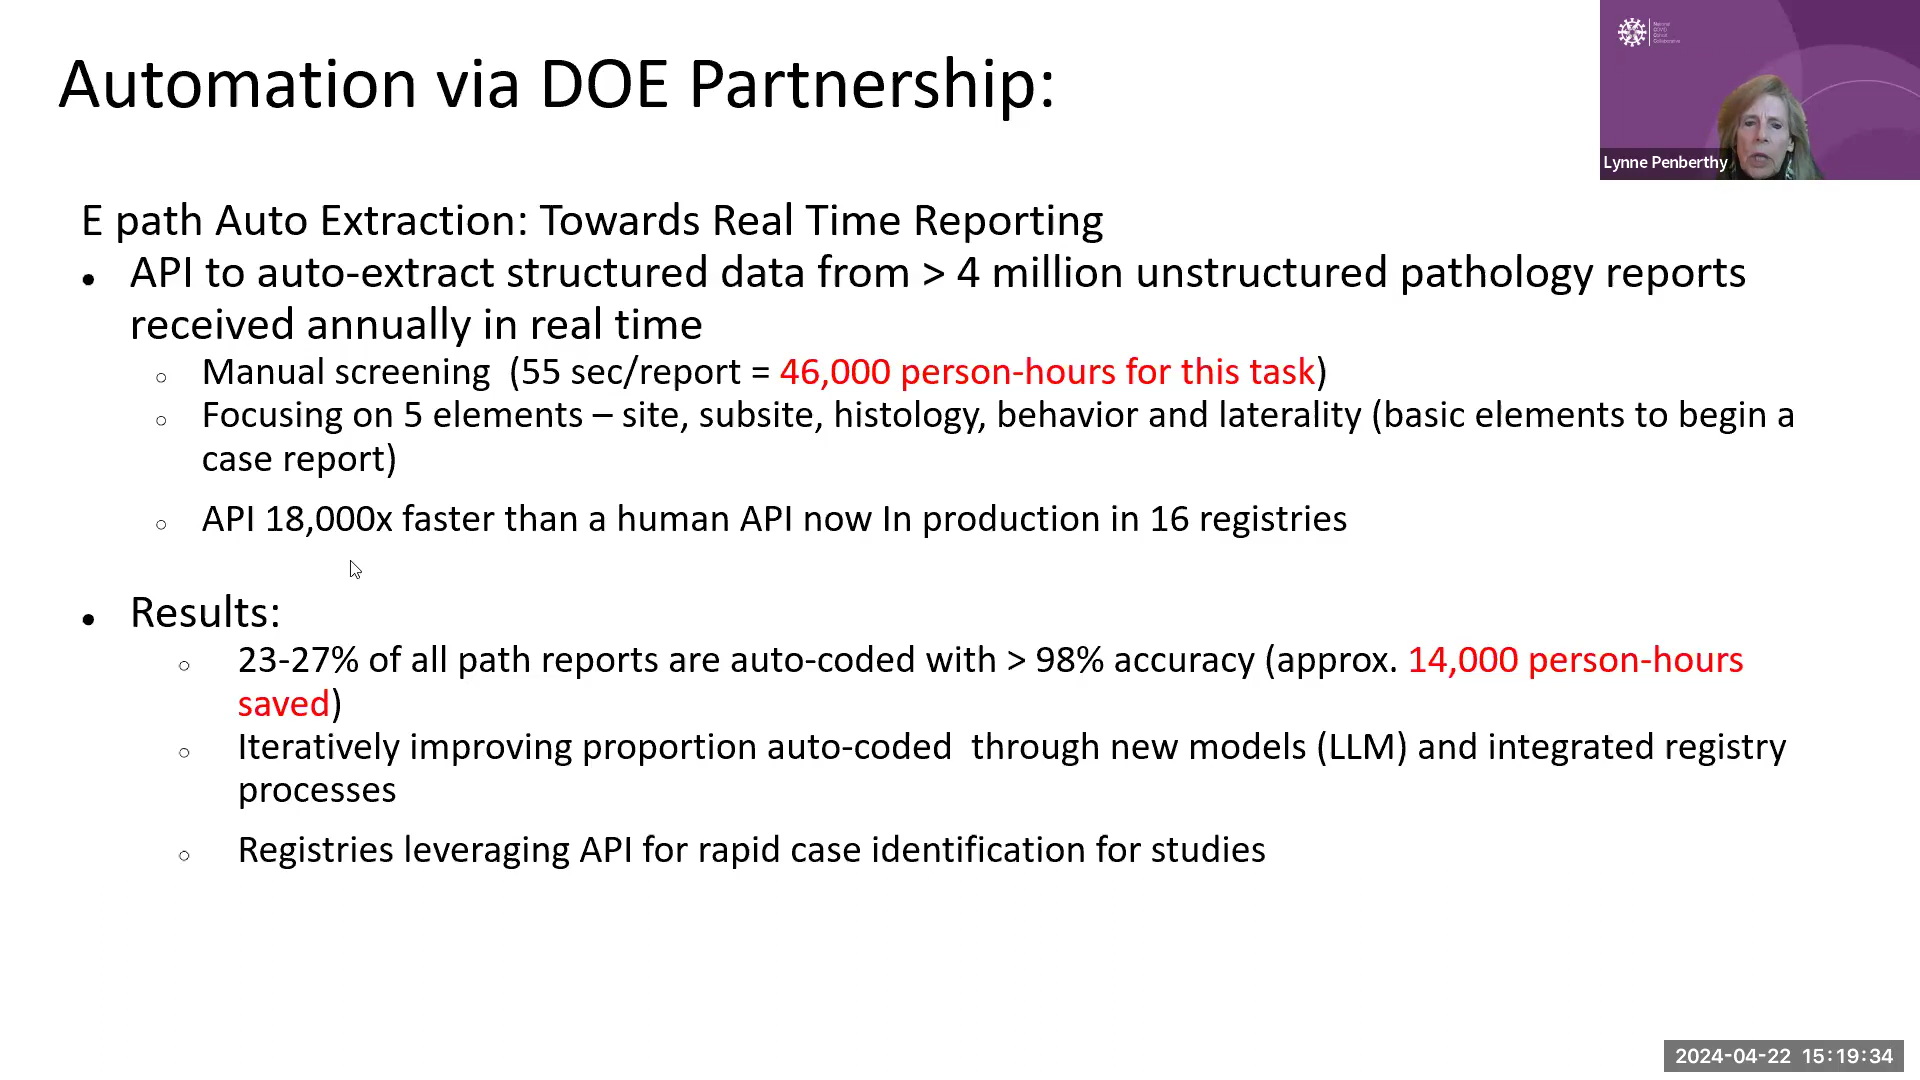 Automation via DOE Partnership:
National
COVID
Cohort
Collaborative
Lynne Penberthy
E path Auto Extraction: Towards Real Time Reporting
• API to auto-extract structured data from > 4 million unstructured pathology reports
received annually in real time
○ Manual screening (55 sec/report = 46,000 person-hours for this task)
○ Focusing on 5 elements – site, subsite, histology, behavior and laterality (basic elements to begin a
case report)
○ API 18,000x faster than a human API now In production in 16 registries
• Results:
○ 23-27% of all path reports are auto-coded with > 98% accuracy (approx. 14,000 person-hours
saved)
○ Iteratively improving proportion auto-coded through new models (LLM) and integrated registry
processes
○ Registries leveraging API for rapid case identification for studies
2024-04-22 15:19:34